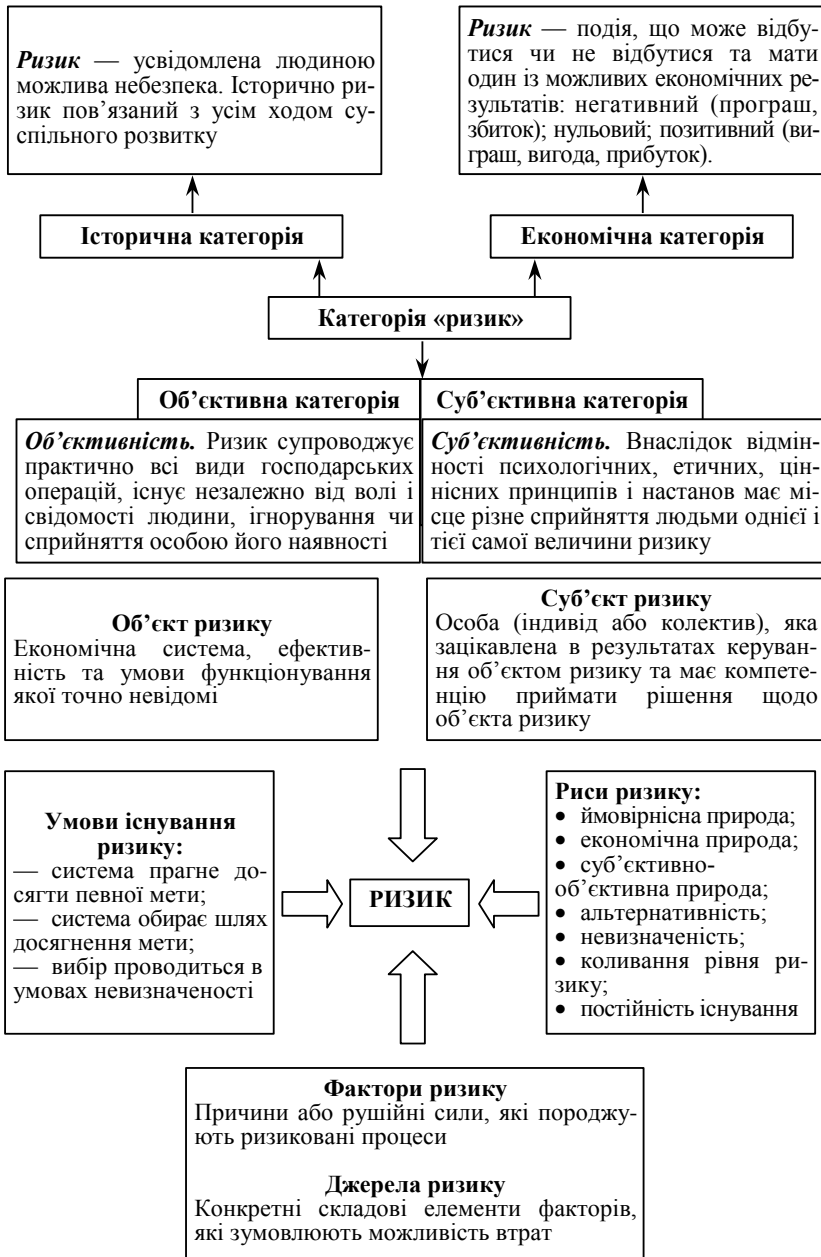 Ризик — усвідомлена людиною
можлива небезпека. Історично ри-
зик пов’язаний з усім ходом су-
спільного розвитку
Ризик — подія, що може відбу-
тися чи не відбутися та мати
один із можливих економічних ре-
зультатів: негативний (програш,
збиток); нульовий; позитивний (ви-
граш, вигода, прибуток).
Історична категорія
Економічна категорія
Категорія «ризик»
Об’єктивна категорія
Суб’єктивна категорія
Об’єктивність. Ризик супроводжує
практично всі види господарських
операцій, існує незалежно від волі і
свідомості людини, ігнорування чи
сприйняття особою його наявності
Суб’єктивність. Внаслідок відмін-
ності психологічних, етичних, цін-
нісних принципів і настанов має мі-
сце різне сприйняття людьми однієї і
тієї самої величини ризику
Об’єкт ризику
Економічна система, ефектив-
ність та умови функціонування
якої точно невідомі
Суб’єкт ризику
Особа (індивід або колектив), яка
зацікавлена в результатах керуван-
ня об’єктом ризику та має компете-
нцію приймати рішення щодо
об’єкта ризику
Умови існування
ризику:
— система прагне до-
сягти певної мети;
— система обирає шлях
досягнення мети;
— вибір проводиться в
умовах невизначеності
РИЗИК
Риси ризику:
• ймовірнісна природа;
• економічна природа;
• суб’єктивно-
об’єктивна природа;
• альтернативність;
• невизначеність;
• коливання рівня ри-
зику;
• постійність існування
Фактори ризику
Причини або рушійні сили, які породжу-
ють ризиковані процеси
Джерела ризику
Конкретні складові елементи факторів,
які зумовлюють можливість втрат